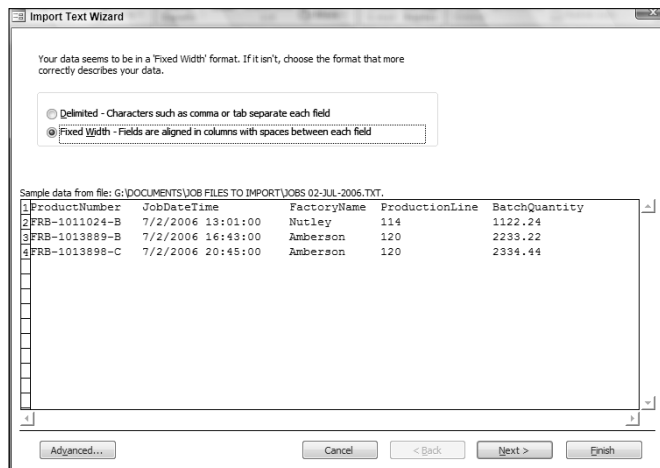 Import Text Wizard
Your data seems to be in a 'Fixed Width' format. If it isn't, choose the format that more
correctly describes your data.
Delimited - Characters such as comma or tab separate each field
Fixed Width - Fields are aligned in columns with spaces between each field
Sample data from file: G:\DOCUMENTS\JOB FILES TO IMPORT\JOBS 02-JUL-2006.TXT.
1 ProductNumber JobDateTime FactoryName ProductionLine BatchQuantity
2 FRB-1011024-B 7/2/2006 13:01:00 Nutley 114 1122.24
3 FRB-1013889-B 7/2/2006 16:43:00 Amberson 120 2233.22
4 FRB-1013898-C 7/2/2006 20:45:00 Amberson 120 2334.44
Advanced... Cancel < Back Next > Finish